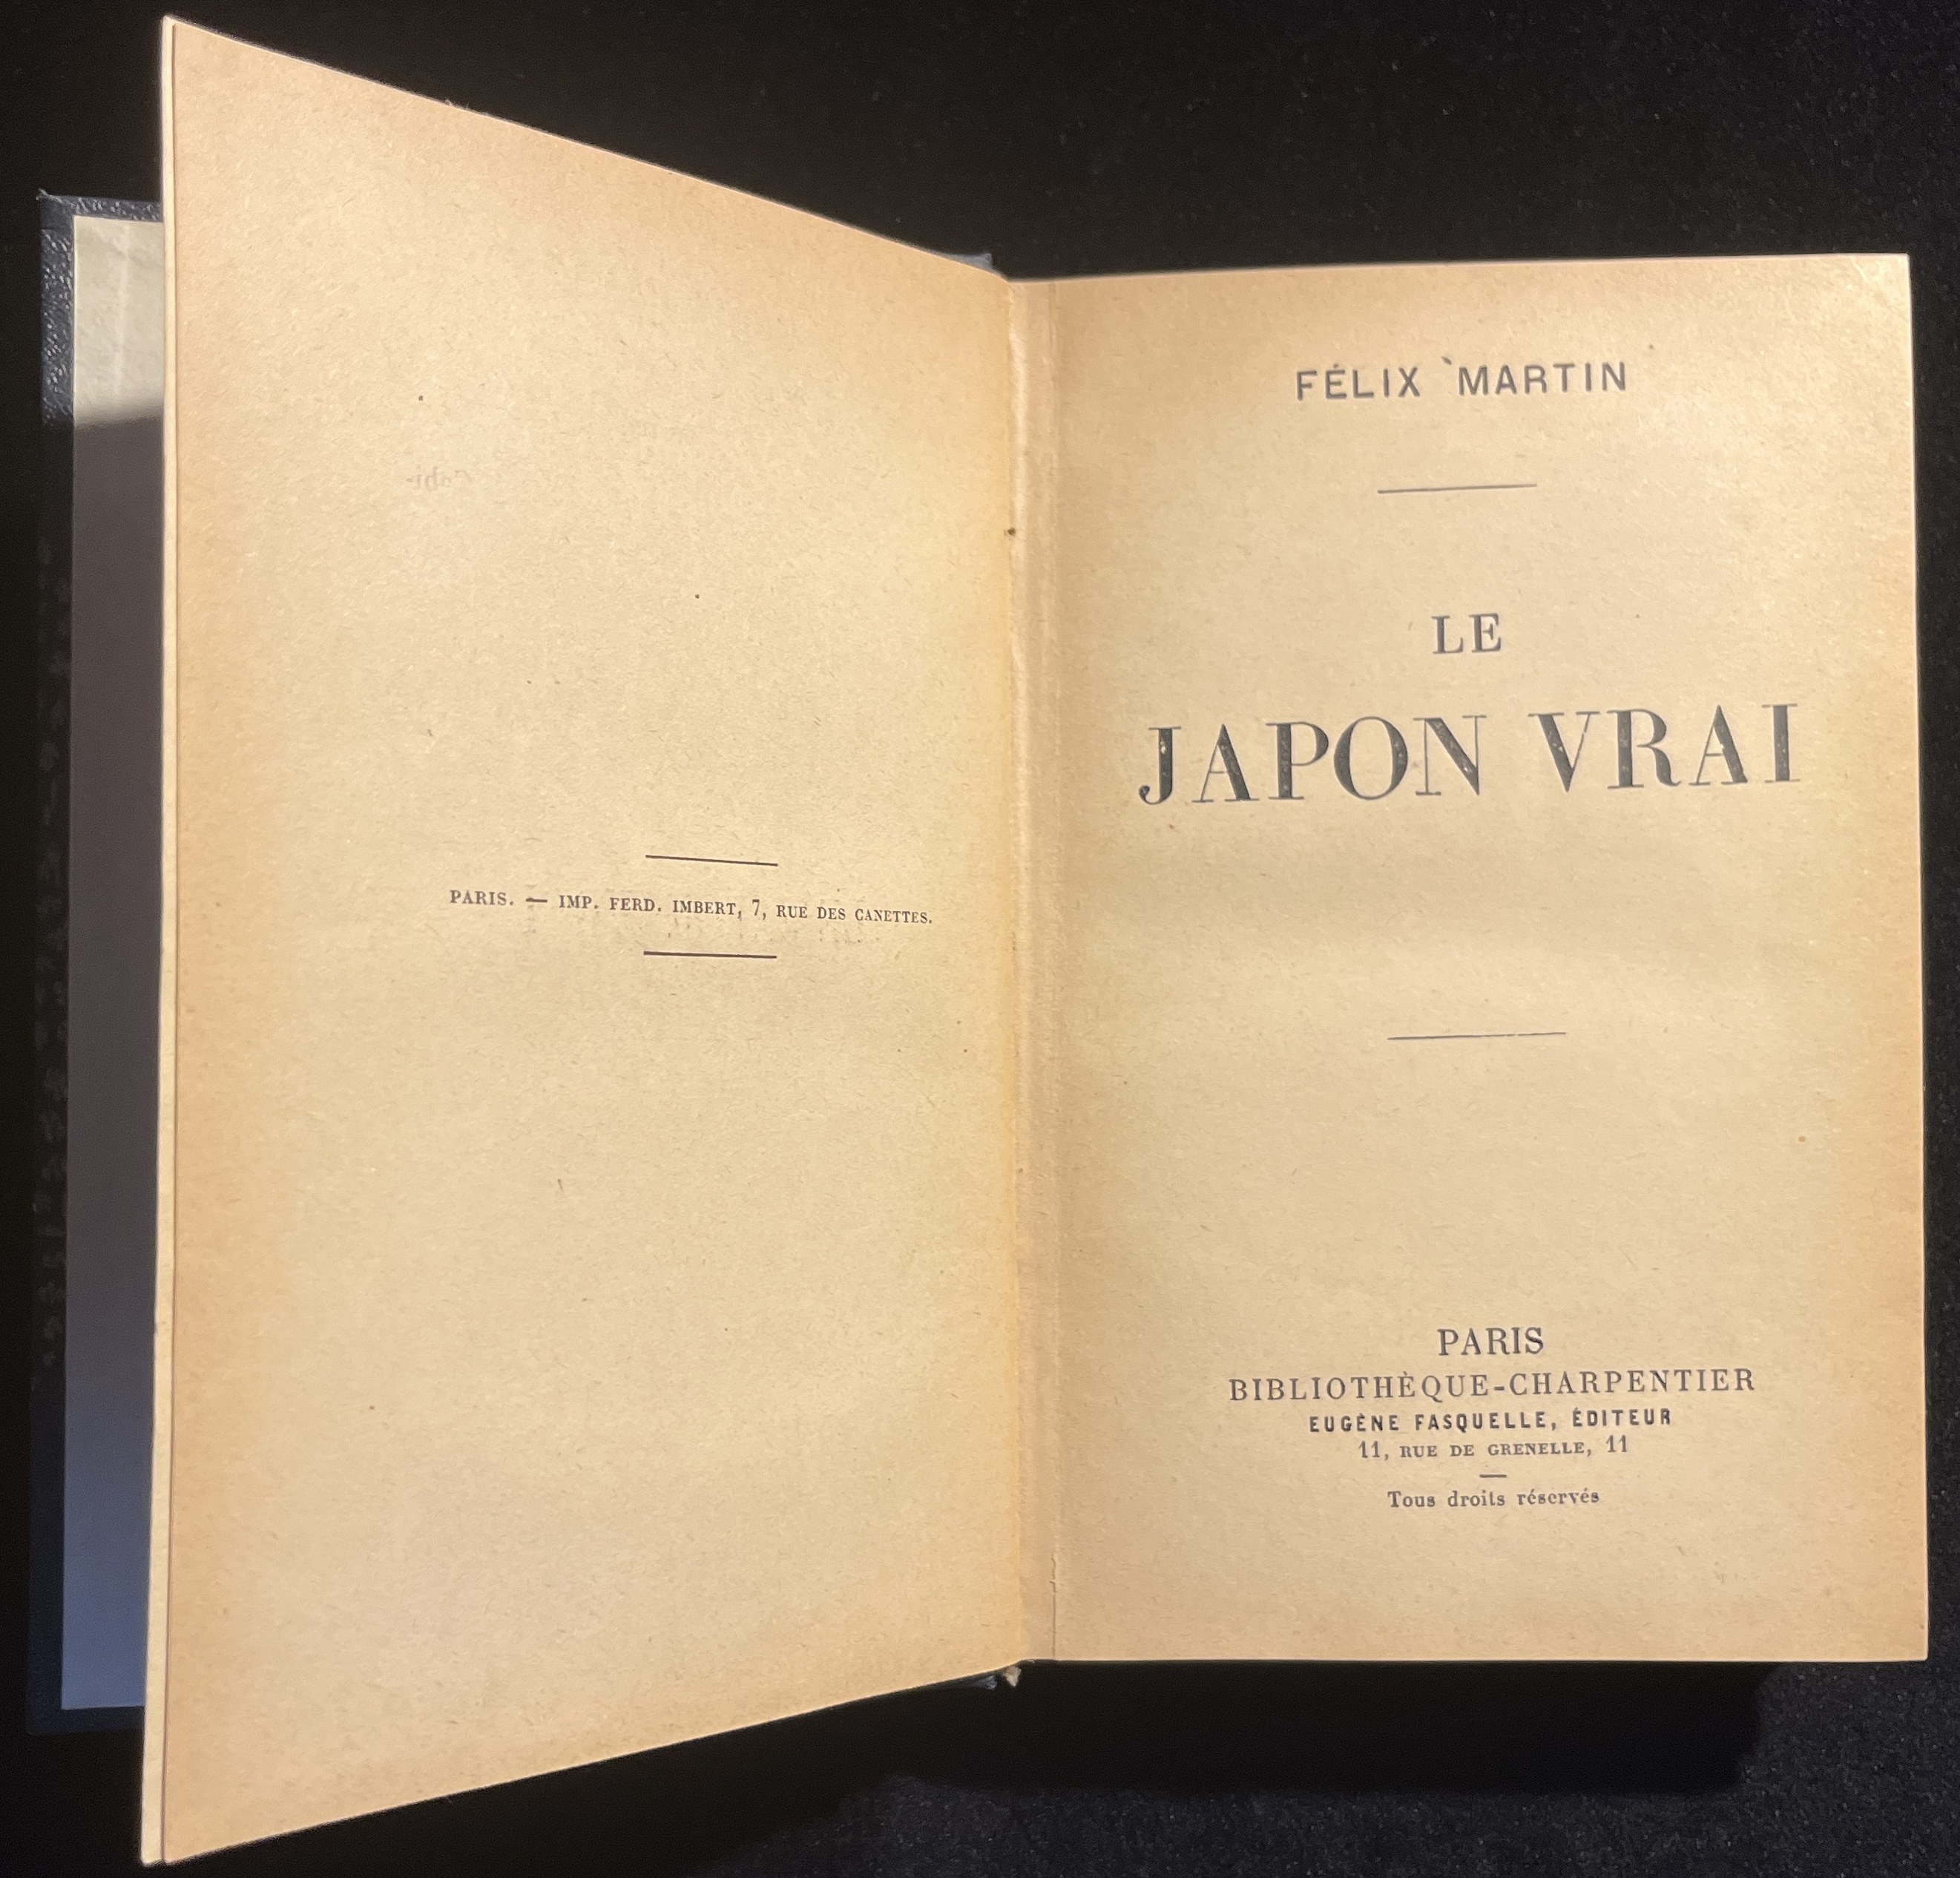 PARIS. — IMP. FERD. IMBERT, 7, RUE DES CANETTES.
FÉLIX MARTIN
LE
JAPON VRAI
PARIS
BIBLIOTHÈQUE-CHARPENTIER
EUGÈNE FASQUELLE, ÉDITEUR
11, RUE DE GRENELLE, 11
Tous droits réservés